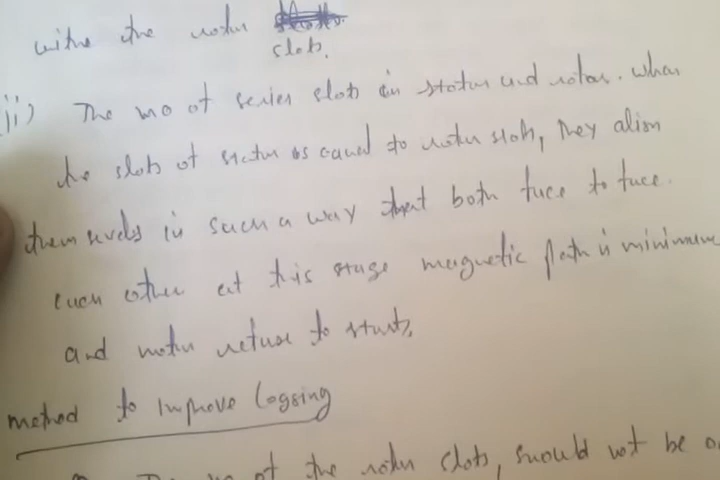 with the rotor
slots.
(ii) The no of series slots in stator and rotor. when
the slots of stator is equal to rotor slots, they align
themselves in such a way that both face to face.
each other at this stage magnetic path is minimum
and motor refuse to starts.
method to improve Cogging
The no of the rotor slots, should not be